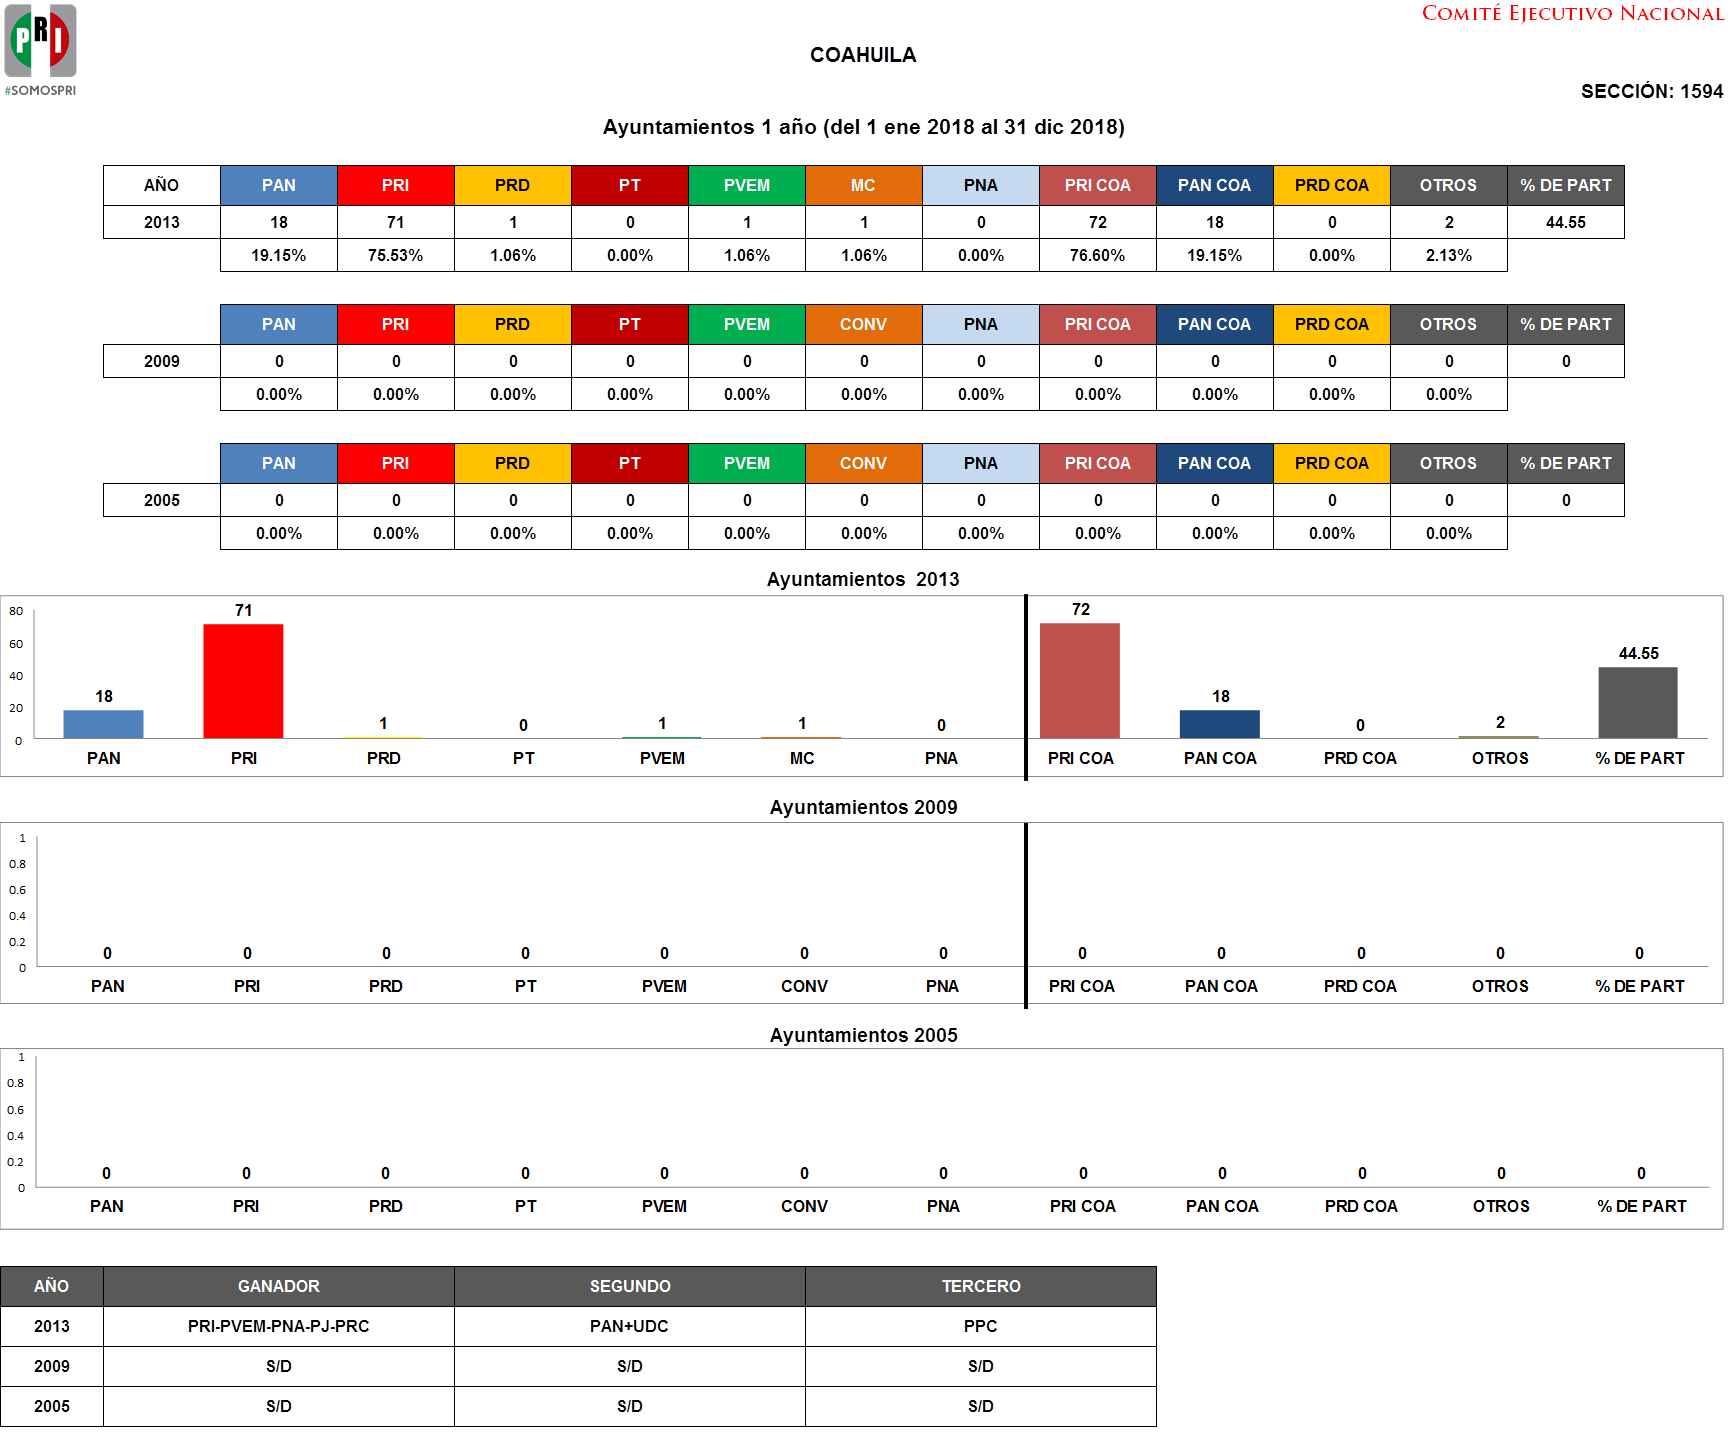 PRI
#SOMOSPRI
COMITÉ EJECUTIVO NACIONAL
COAHUILA
SECCIÓN: 1594
Ayuntamientos 1 año (del 1 ene 2018 al 31 dic 2018)
AÑO PAN PRI PRD PT PVEM MC PNA PRI COA PAN COA PRD COA OTROS % DE PART
2013 18 71 1 0 1 1 0 72 18 0 2 44.55
19.15% 75.53% 1.06% 0.00% 1.06% 1.06% 0.00% 76.60% 19.15% 0.00% 2.13%
PAN PRI PRD PT PVEM CONV PNA PRI COA PAN COA PRD COA OTROS % DE PART
2009 0 0 0 0 0 0 0 0 0 0 0 0
0.00% 0.00% 0.00% 0.00% 0.00% 0.00% 0.00% 0.00% 0.00% 0.00% 0.00%
PAN PRI PRD PT PVEM CONV PNA PRI COA PAN COA PRD COA OTROS % DE PART
2005 0 0 0 0 0 0 0 0 0 0 0 0
0.00% 0.00% 0.00% 0.00% 0.00% 0.00% 0.00% 0.00% 0.00% 0.00% 0.00%
Ayuntamientos 2013
80
60
40
20
0
18 71 1 0 1 1 0 72 18 0 2 44.55
PAN PRI PRD PT PVEM MC PNA PRI COA PAN COA PRD COA OTROS % DE PART
Ayuntamientos 2009
1
0.8
0.6
0.4
0.2
0
0 0 0 0 0 0 0 0 0 0 0 0
PAN PRI PRD PT PVEM CONV PNA PRI COA PAN COA PRD COA OTROS % DE PART
Ayuntamientos 2005
1
0.8
0.6
0.4
0.2
0
0 0 0 0 0 0 0 0 0 0 0 0
PAN PRI PRD PT PVEM CONV PNA PRI COA PAN COA PRD COA OTROS % DE PART
AÑO GANADOR SEGUNDO TERCERO
2013 PRI-PVEM-PNA-PJ-PRC PAN+UDC PPC
2009 S/D S/D S/D
2005 S/D S/D S/D